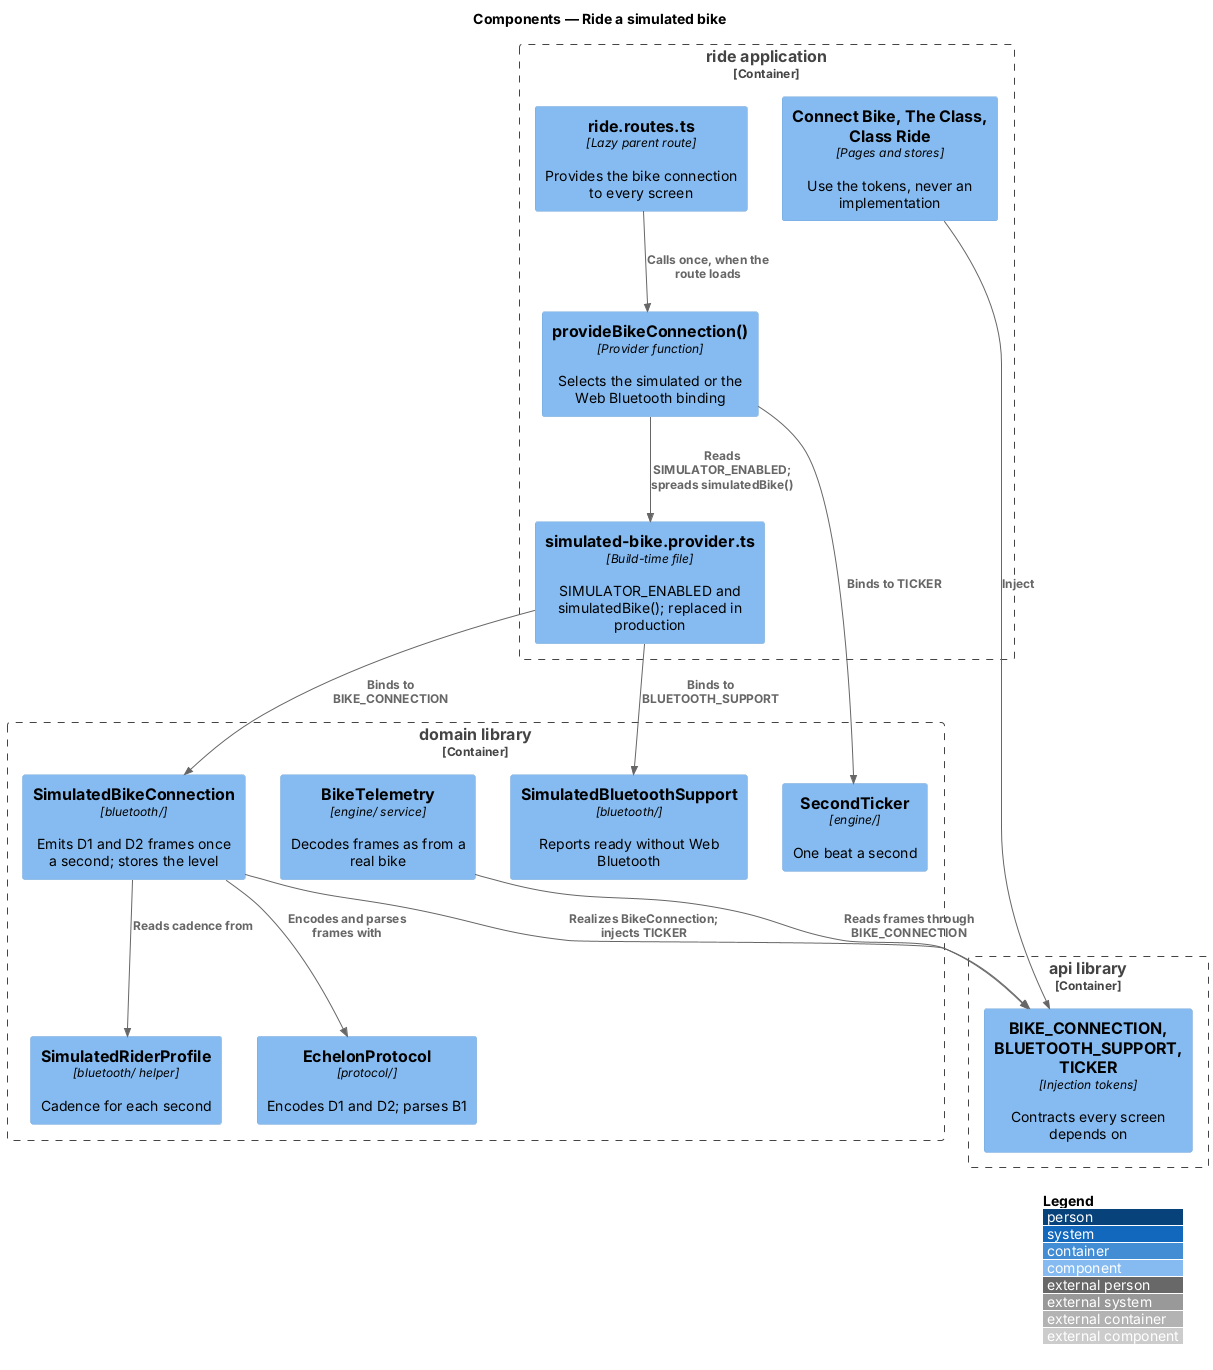 Components — Ride a simulated bike
ride application
[Container]
ride.routes.ts
[Lazy parent route]
Provides the bike connection
to every screen
Connect Bike, The Class,
Class Ride
[Pages and stores]
Use the tokens, never an
implementation
Calls once, when the
route loads
provideBikeConnection()
[Provider function]
Selects the simulated or the
Web Bluetooth binding
Reads
SIMULATOR_ENABLED;
spreads simulatedBike()
simulated-bike.provider.ts
[Build-time file]
SIMULATOR_ENABLED and
simulatedBike(); replaced in
production
Binds to TICKER
Inject
Binds to
BIKE_CONNECTION
Binds to
BLUETOOTH_SUPPORT
domain library
[Container]
SimulatedBikeConnection
[bluetooth/]
Emits D1 and D2 frames once
a second; stores the level
BikeTelemetry
[engine/ service]
Decodes frames as from a
real bike
SimulatedBluetoothSupport
[bluetooth/]
Reports ready without Web
Bluetooth
SecondTicker
[engine/]
One beat a second
Reads cadence from
Encodes and parses
frames with
Realizes BikeConnection;
injects TICKER
Reads frames through
BIKE_CONNECTION
SimulatedRiderProfile
[bluetooth/ helper]
Cadence for each second
EchelonProtocol
[protocol/]
Encodes D1 and D2; parses B1
api library
[Container]
BIKE_CONNECTION,
BLUETOOTH_SUPPORT,
TICKER
[Injection tokens]
Contracts every screen
depends on
Legend
person
system
container
component
external person
external system
external container
external component